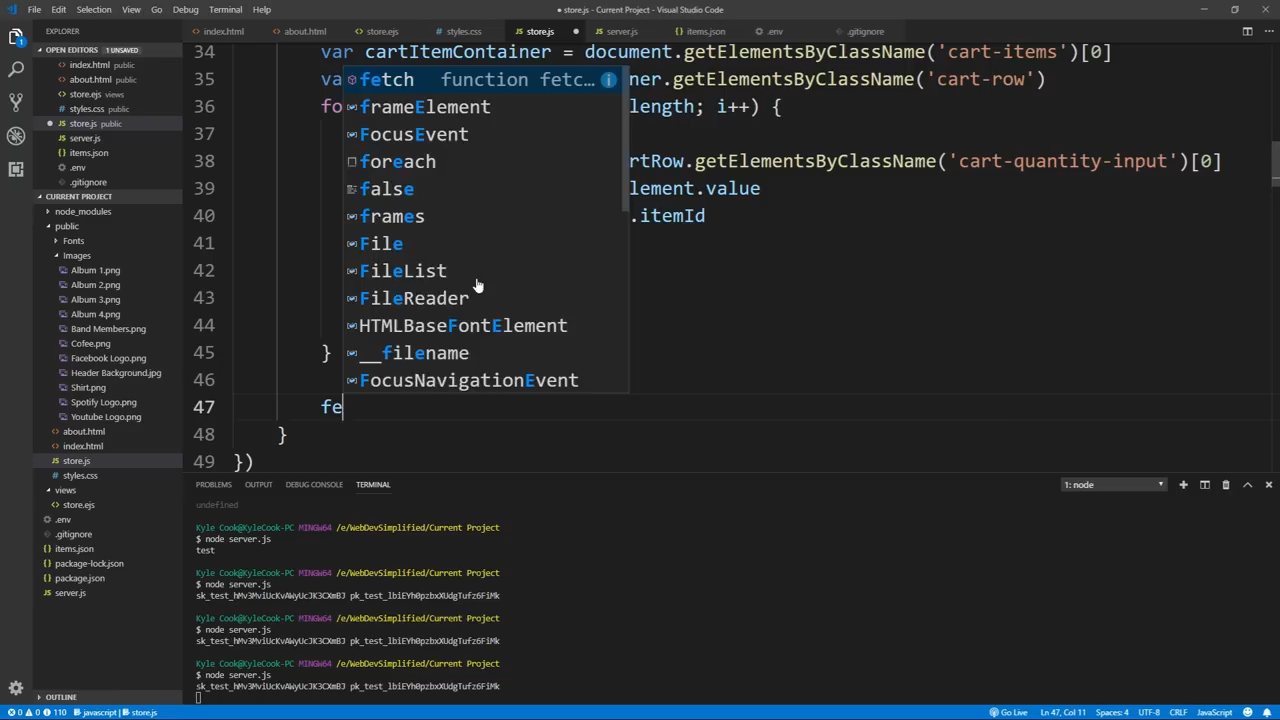 File Edit Selection View Go Debug Terminal Help
● store.js - Current Project - Visual Studio Code
EXPLORER
index.html
about.html
store.ejs
styles.css
store.js
server.js
items.json
.env
.gitignore
OPEN EDITORS 1 UNSAVED
index.html public
about.html public
store.ejs
styles.css public
store.js public
server.js
items.json
.env
.gitignore
CURRENT PROJECT
node_modules
public
Fonts
Images
Album 1.png
Album 2.png
Album 3.png
Album 4.png
Band Members.png
Cofee.png
Facebook Logo.png
Header Background.jpg
Shirt.png
Spotify Logo.png
Youtube Logo.png
about.html
index.html
store.js
styles.css
views
store.ejs
.env
.gitignore
items.json
package-lock.json
package.json
server.js
OUTLINE
34 var cartItemContainer = document.getElementsByClassName('cart-items')[0]
35 va ner.getElementsByClassName('cart-row')
36 fo length; i++) {
37
38 rtRow.getElementsByClassName('cart-quantity-input')[0]
39 ement.value
40 .itemId
41
42
43
44
45 }
46
47 fe
48 }
49 })
fetch function fetc...
frameElement
FocusEvent
foreach
false
frames
File
FileList
FileReader
HTMLBaseFontElement
__filename
FocusNavigationEvent
PROBLEMS OUTPUT DEBUG CONSOLE TERMINAL
1: node
undefined
Kyle Cook@KyleCook-PC MINGW64 /e/WebDevSimplified/Current Project
$ node server.js
test
Kyle Cook@KyleCook-PC MINGW64 /e/WebDevSimplified/Current Project
$ node server.js
sk_test_hMv3MviUcKvAWyUcJK3CXmBJ pk_test_lbiEYh0pzbxXUdgTufz6FiMk
Kyle Cook@KyleCook-PC MINGW64 /e/WebDevSimplified/Current Project
$ node server.js
sk_test_hMv3MviUcKvAWyUcJK3CXmBJ pk_test_lbiEYh0pzbxXUdgTufz6FiMk
Kyle Cook@KyleCook-PC MINGW64 /e/WebDevSimplified/Current Project
$ node server.js
sk_test_hMv3MviUcKvAWyUcJK3CXmBJ pk_test_lbiEYh0pzbxXUdgTufz6FiMk
0 0 110 javascript | store.js
Go Live Ln 47, Col 11 Spaces: 4 UTF-8 CRLF JavaScript